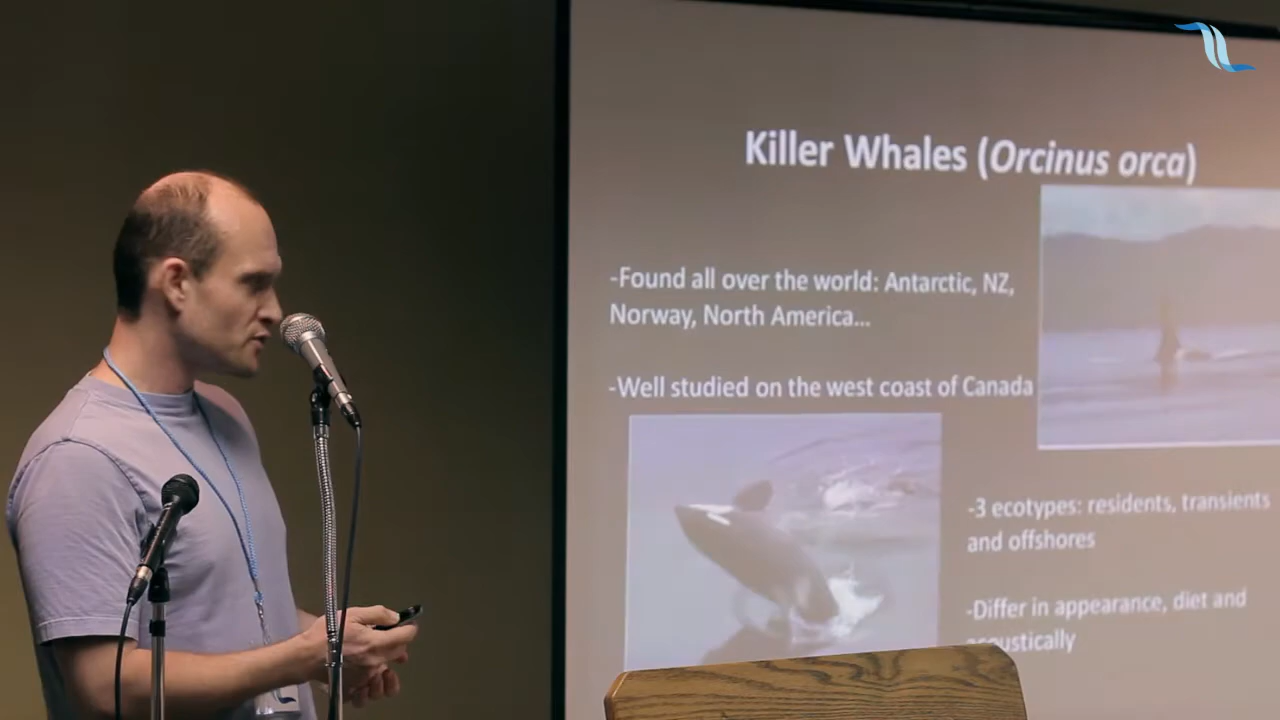 Killer Whales (Orcinus orca)
-Found all over the world: Antarctic, NZ,
Norway, North America...
-Well studied on the west coast of Canada
-3 ecotypes: residents, transients
and offshores
-Differ in appearance, diet and
acoustically